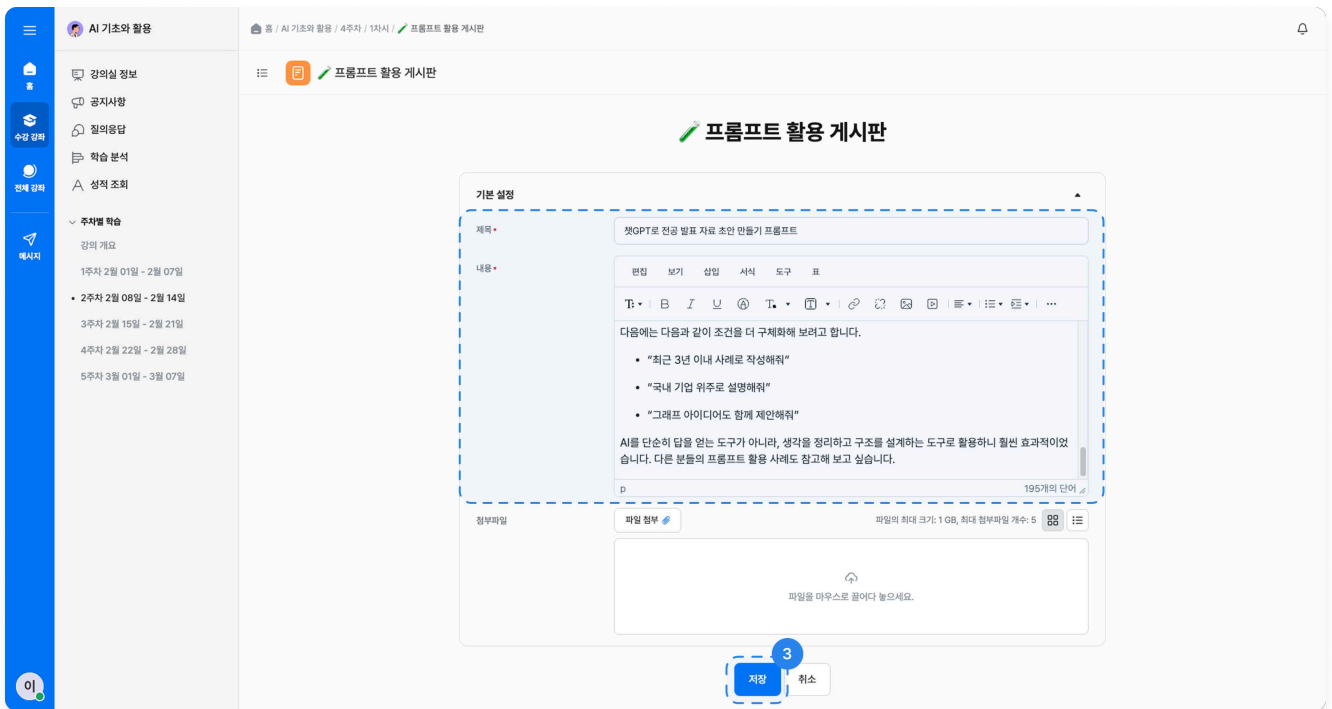 AI 기초와 활용
홈 / AI 기초와 활용 / 4주차 / 1차시 / 프롬프트 활용 게시판
홈
수강 강좌
전체 강좌
메시지
이
강의실 정보
공지사항
질의응답
학습 분석
성적 조회
주차별 학습
강의 개요
1주차 2월 01일 - 2월 07일
2주차 2월 08일 - 2월 14일
3주차 2월 15일 - 2월 21일
4주차 2월 22일 - 2월 28일
5주차 3월 01일 - 3월 07일
프롬프트 활용 게시판
프롬프트 활용 게시판
기본 설정
제목
챗GPT로 전공 발표 자료 초안 만들기 프롬프트
내용
편집 보기 삽입 서식 도구 표
다음에는 다음과 같이 조건을 더 구체화해 보려고 합니다.
• “최근 3년 이내 사례로 작성해줘”
• “국내 기업 위주로 설명해줘”
• “그래프 아이디어도 함께 제안해줘”
AI를 단순히 답을 얻는 도구가 아니라, 생각을 정리하고 구조를 설계하는 도구로 활용하니 훨씬 효과적이었
습니다. 다른 분들의 프롬프트 활용 사례도 참고해 보고 싶습니다.
p 195개의 단어
첨부파일
파일 첨부
파일의 최대 크기: 1 GB, 최대 첨부파일 개수: 5
파일을 마우스로 끌어다 놓으세요.
3
저장 취소